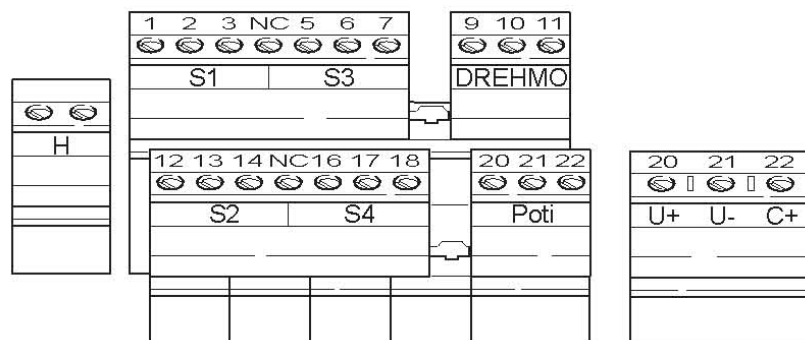 1 2 3 NC 5 6 7 9 10 11
S1 S3 DREHMO
H
12 13 14 NC 16 17 18 20 21 22 20 21 22
S2 S4 Poti U+ U- C+